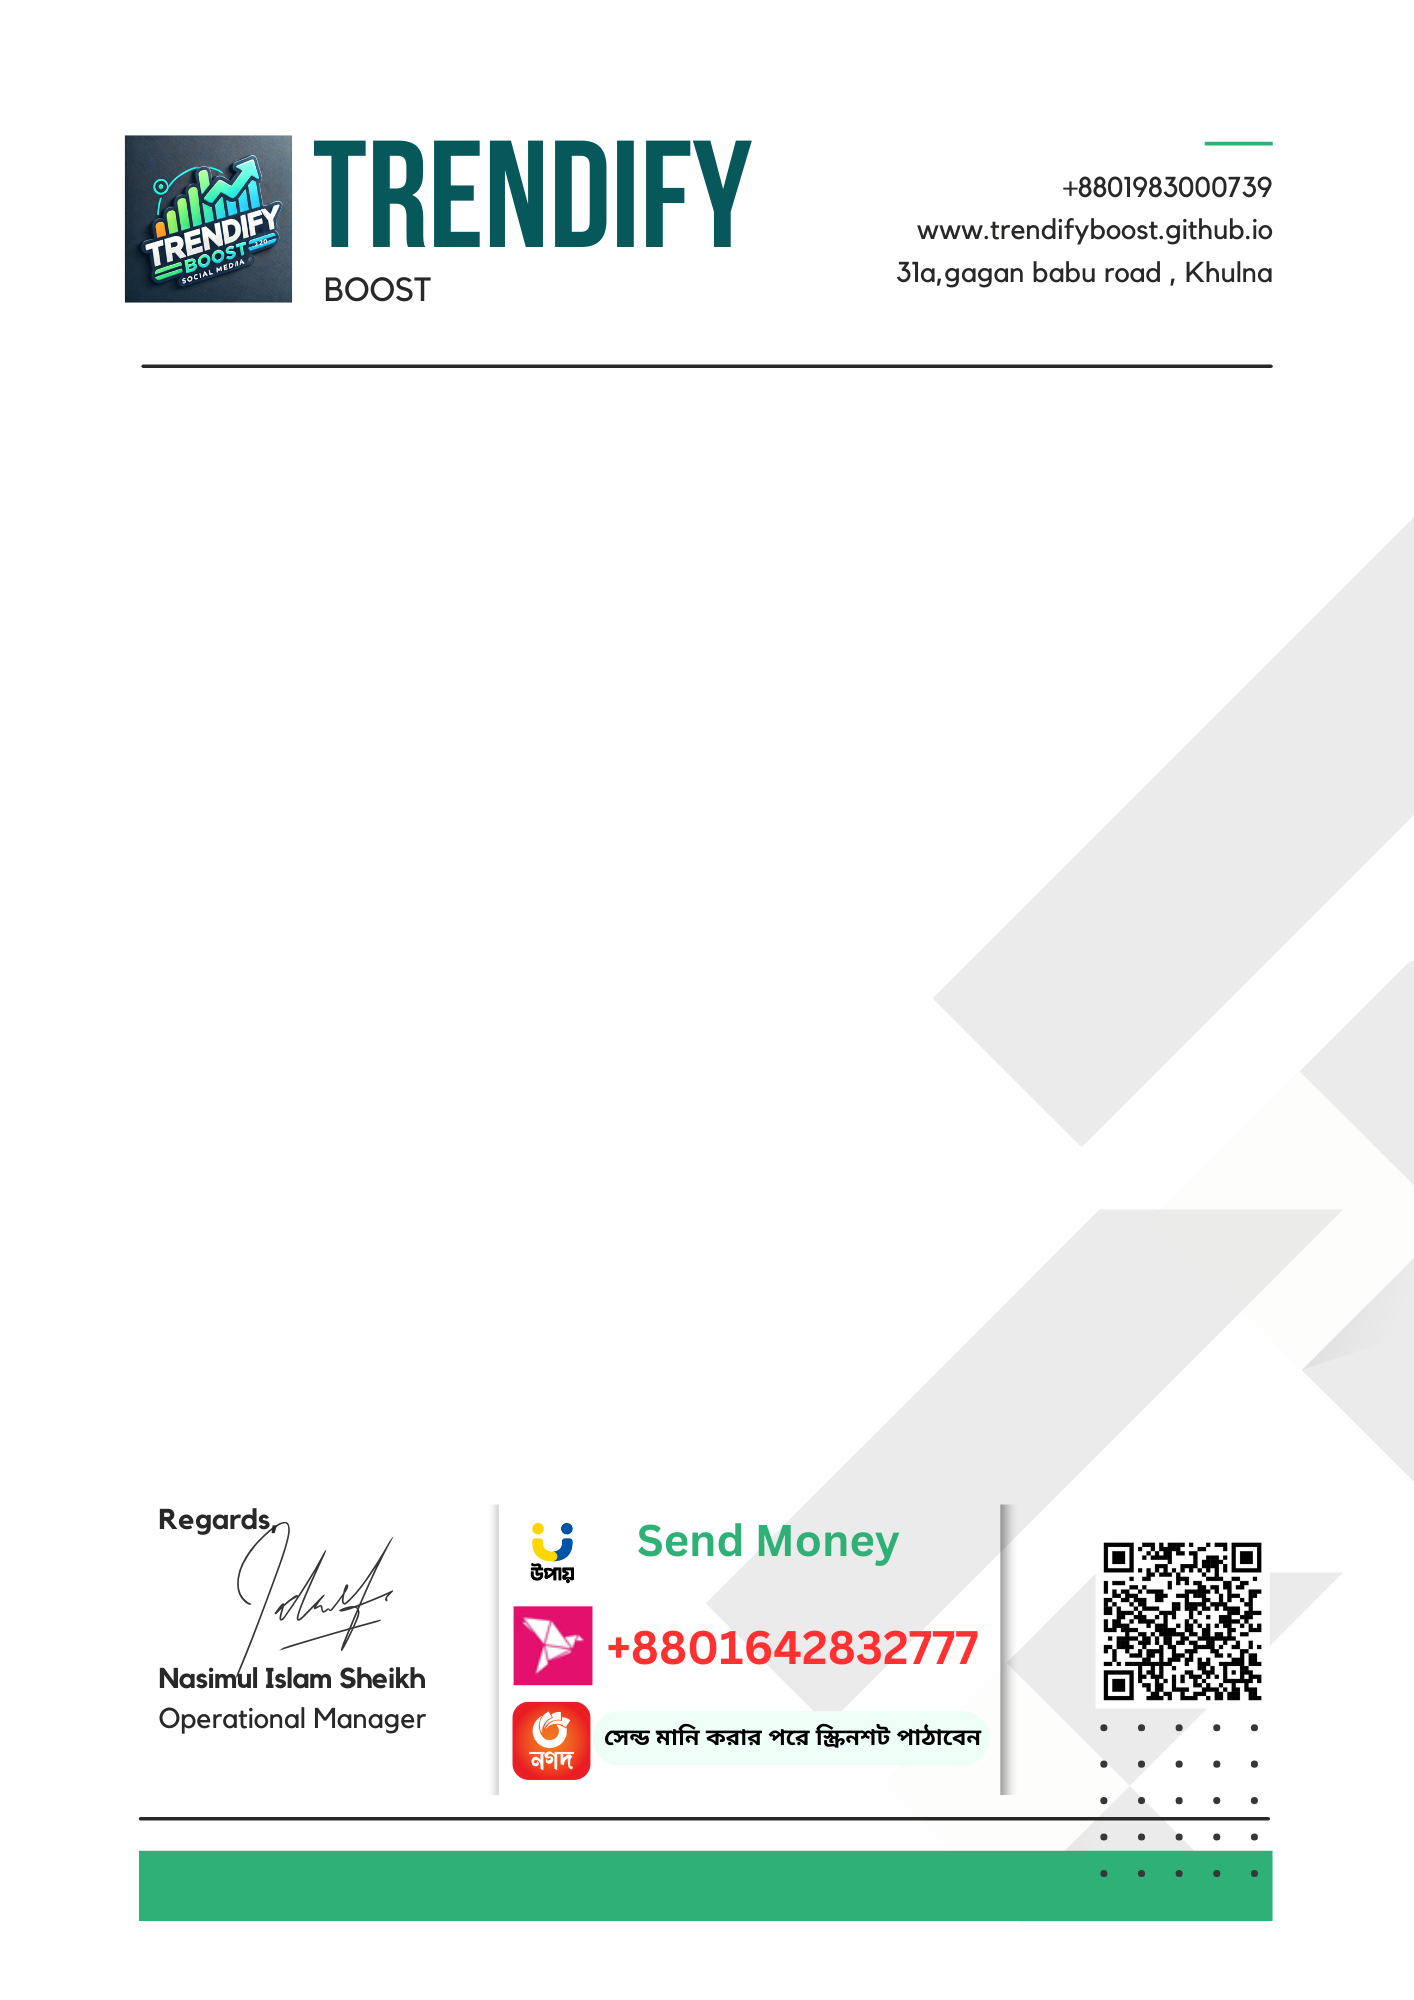 TRENDIFY
BOOST
SOCIAL MEDIA
TRENDIFY
BOOST
+8801983000739
www.trendifyboost.github.io
31a,gagan babu road , Khulna
Regards,
Nasimul Islam Sheikh
Operational Manager
উপায়
Send Money
+8801642832777
নগদ
সেন্ড মানি করার পরে স্ক্রিনশট পাঠাবেন